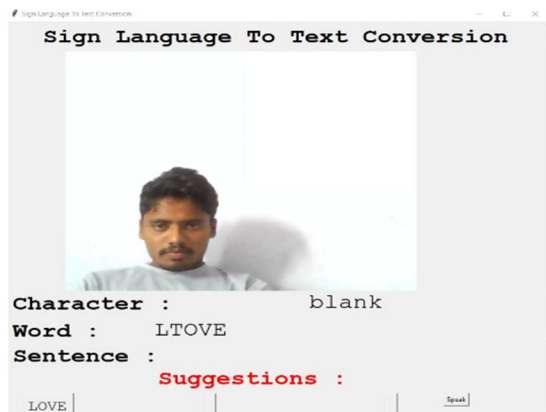 Sign Language To Text Conversion
Sign Language To Text Conversion
Character : blank
Word : LTOVE
Sentence :
Suggestions :
LOVE Speak